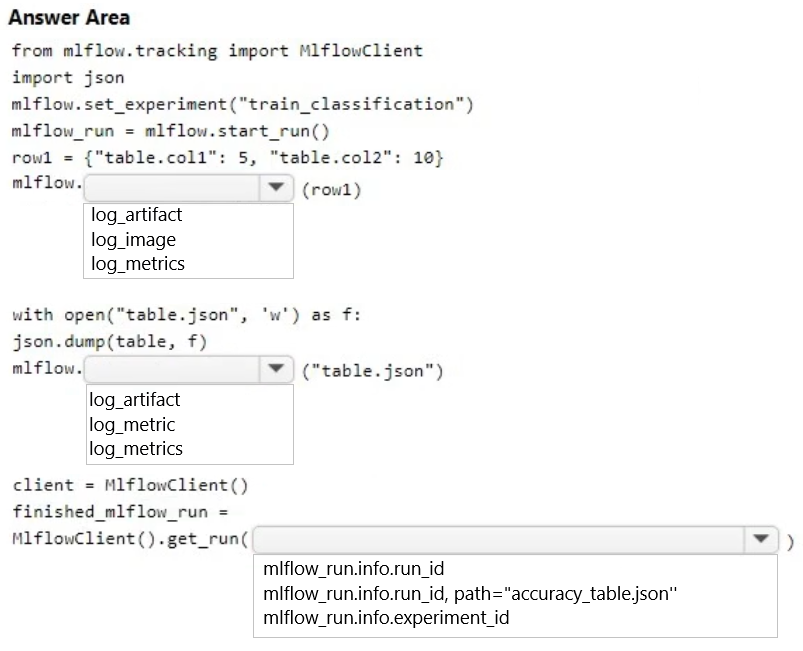 Answer Area
from mlflow.tracking import MlflowClient
import json
mlflow.set_experiment("train_classification")
mlflow_run = mlflow.start_run()
row1 = {"table.col1": 5, "table.col2": 10}
mlflow. (row1)
log_artifact
log_image
log_metrics
with open("table.json", 'w') as f:
json.dump(table, f)
mlflow. ("table.json")
log_artifact
log_metric
log_metrics
client = MlflowClient()
finished_mlflow_run =
MlflowClient().get_run( )
mlflow_run.info.run_id
mlflow_run.info.run_id, path="accuracy_table.json''
mlflow_run.info.experiment_id